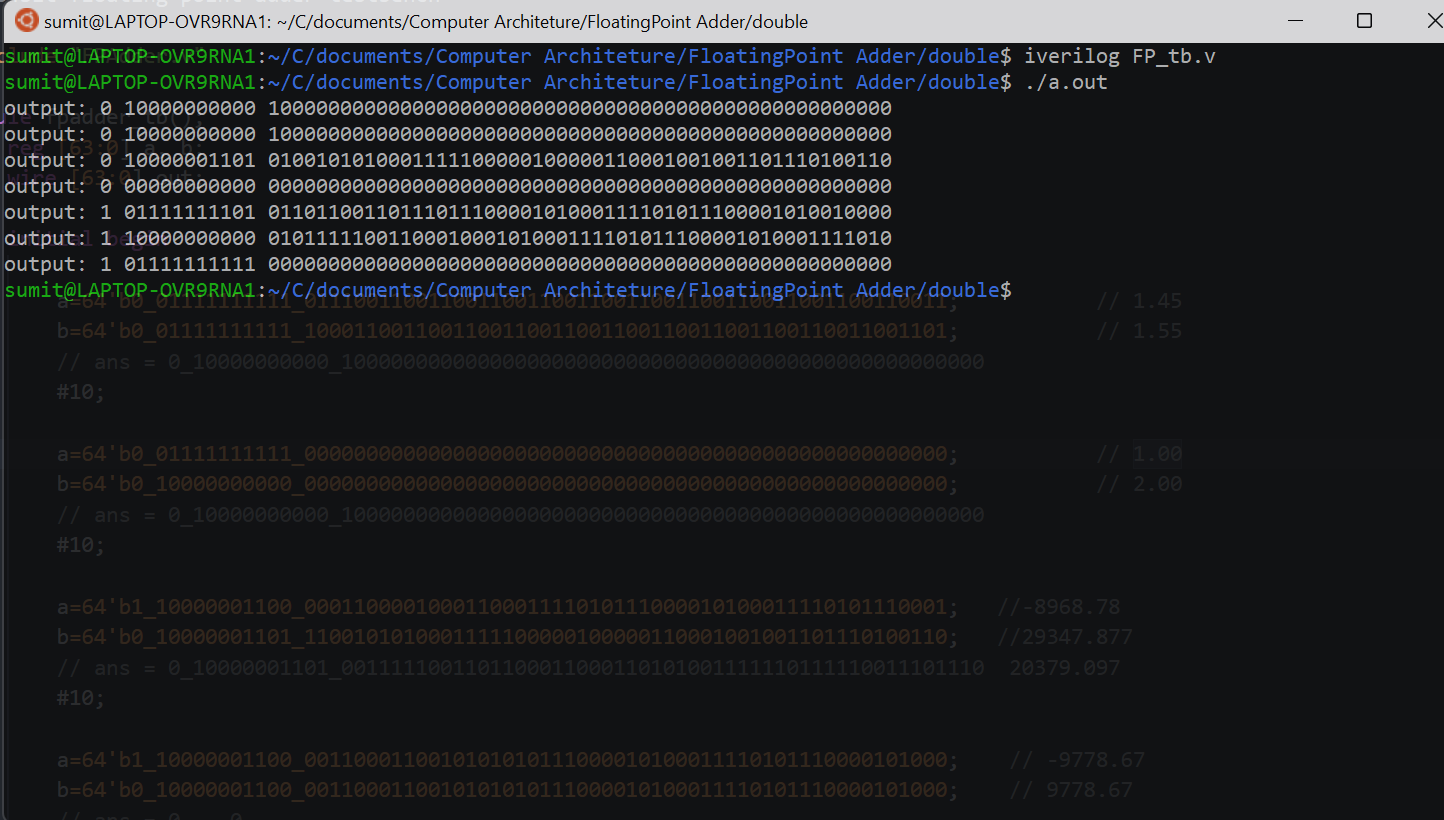 sumit@LAPTOP-OVR9RNA1: ~/C/documents/Computer Architeture/FloatingPoint Adder/double
sumit@LAPTOP-OVR9RNA1:~/C/documents/Computer Architeture/FloatingPoint Adder/double$ iverilog FP_tb.v
sumit@LAPTOP-OVR9RNA1:~/C/documents/Computer Architeture/FloatingPoint Adder/double$ ./a.out
output: 0 10000000000 1000000000000000000000000000000000000000000000000000
output: 0 10000000000 1000000000000000000000000000000000000000000000000000
output: 0 10000001101 0100101010001111100000100000110001001001101110100110
output: 0 00000000000 0000000000000000000000000000000000000000000000000000
output: 1 01111111101 0110110011011101110000101000111101011100001010010000
output: 1 10000000000 0101111100110001000101000111101011100001010001111010
output: 1 01111111111 0000000000000000000000000000000000000000000000000000
sumit@LAPTOP-OVR9RNA1:~/C/documents/Computer Architeture/FloatingPoint Adder/double$
// 1.45
b=64'b0_01111111111_1000110011001100110011001100110011001100110011001101; // 1.55
// ans = 0_10000000000_1000000000000000000000000000000000000000000000000000
#10;
a=64'b0_01111111111_0000000000000000000000000000000000000000000000000000; // 1.00
b=64'b0_10000000000_0000000000000000000000000000000000000000000000000000; // 2.00
// ans = 0_10000000000_1000000000000000000000000000000000000000000000000000
#10;
a=64'b1_10000001100_0001100001000110001111010111000010100011110101110001; //-8968.78
b=64'b0_10000001101_1100101010001111100000100000110001001001101110100110; //29347.877
// ans = 0_10000001101_0011111001101100011000110101001111110111110011101110 20379.097
#10;
a=64'b1_10000001100_0011000110010101010111000010100011110101110000101000; // -9778.67
b=64'b0_10000001100_0011000110010101010111000010100011110101110000101000; // 9778.67